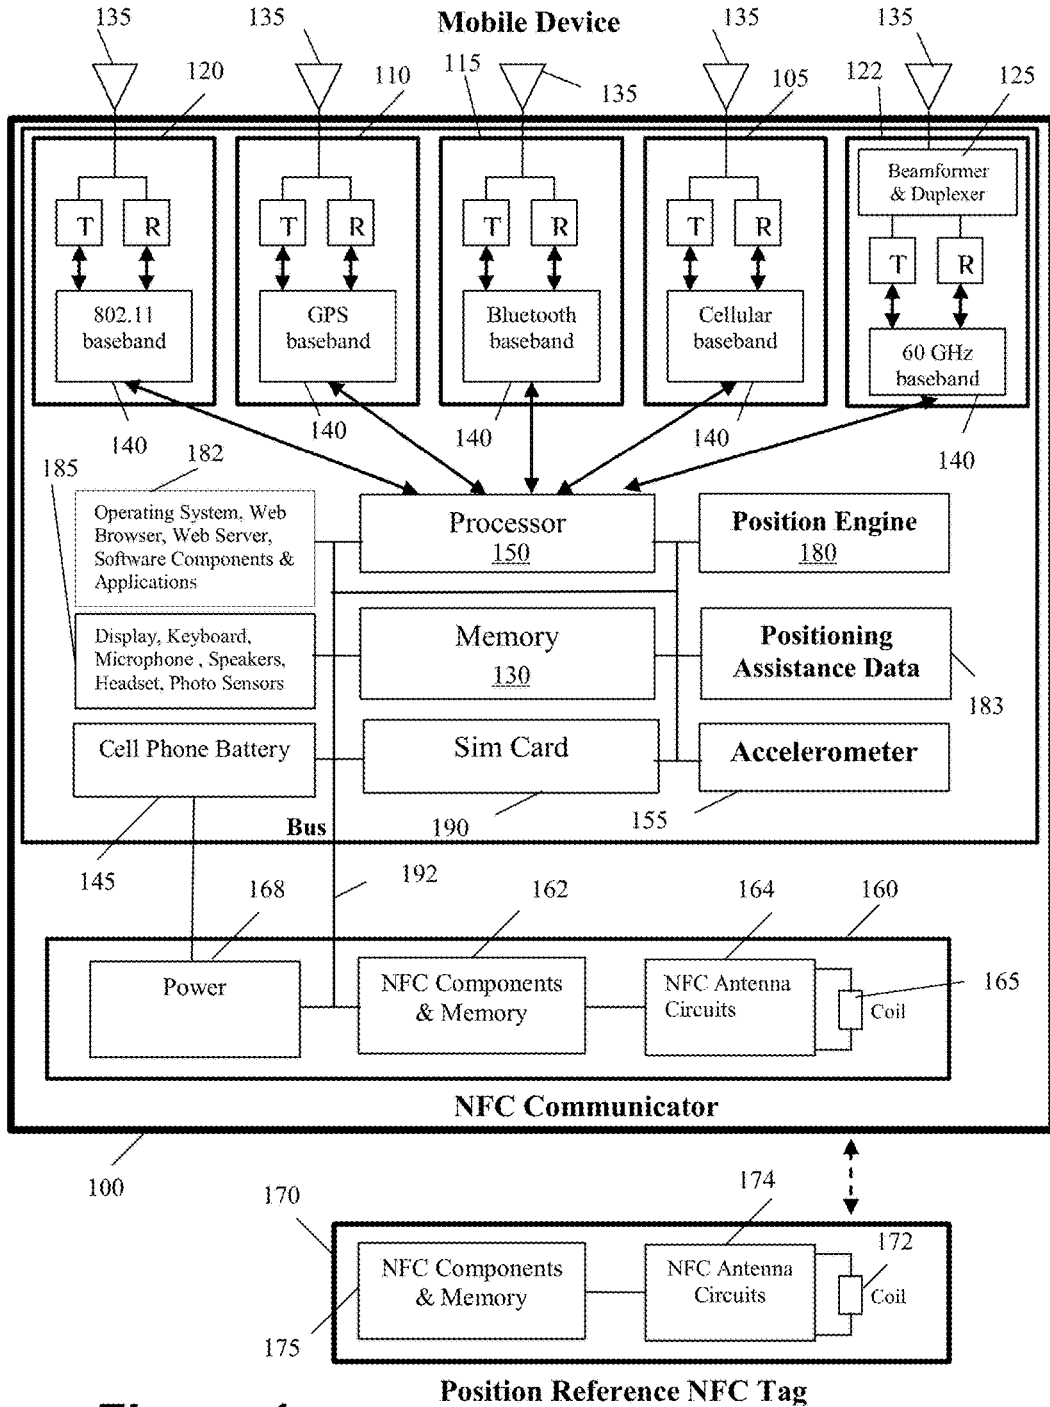 135
135
Mobile Device
135
135
120
110
115
135
105
122
125
Beamformer
& Duplexer
T
R
T
R
T
R
T
R
T
R
802.11
baseband
GPS
baseband
Bluetooth
baseband
Cellular
baseband
60 GHz
baseband
140
140
140
140
140
182
185
Operating System, Web
Browser, Web Server,
Software Components &
Applications
Processor
150
Position Engine
180
Display, Keyboard,
Microphone , Speakers,
Headset, Photo Sensors
Memory
130
Positioning
Assistance Data
183
Cell Phone Battery
Sim Card
Accelerometer
Bus
190
155
145
168
192
162
164
160
Power
NFC Components
& Memory
NFC Antenna
Circuits
Coil
165
NFC Communicator
100
170
174
172
NFC Components
& Memory
NFC Antenna
Circuits
Coil
175
Position Reference NFC Tag